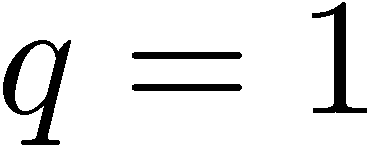 q = 1